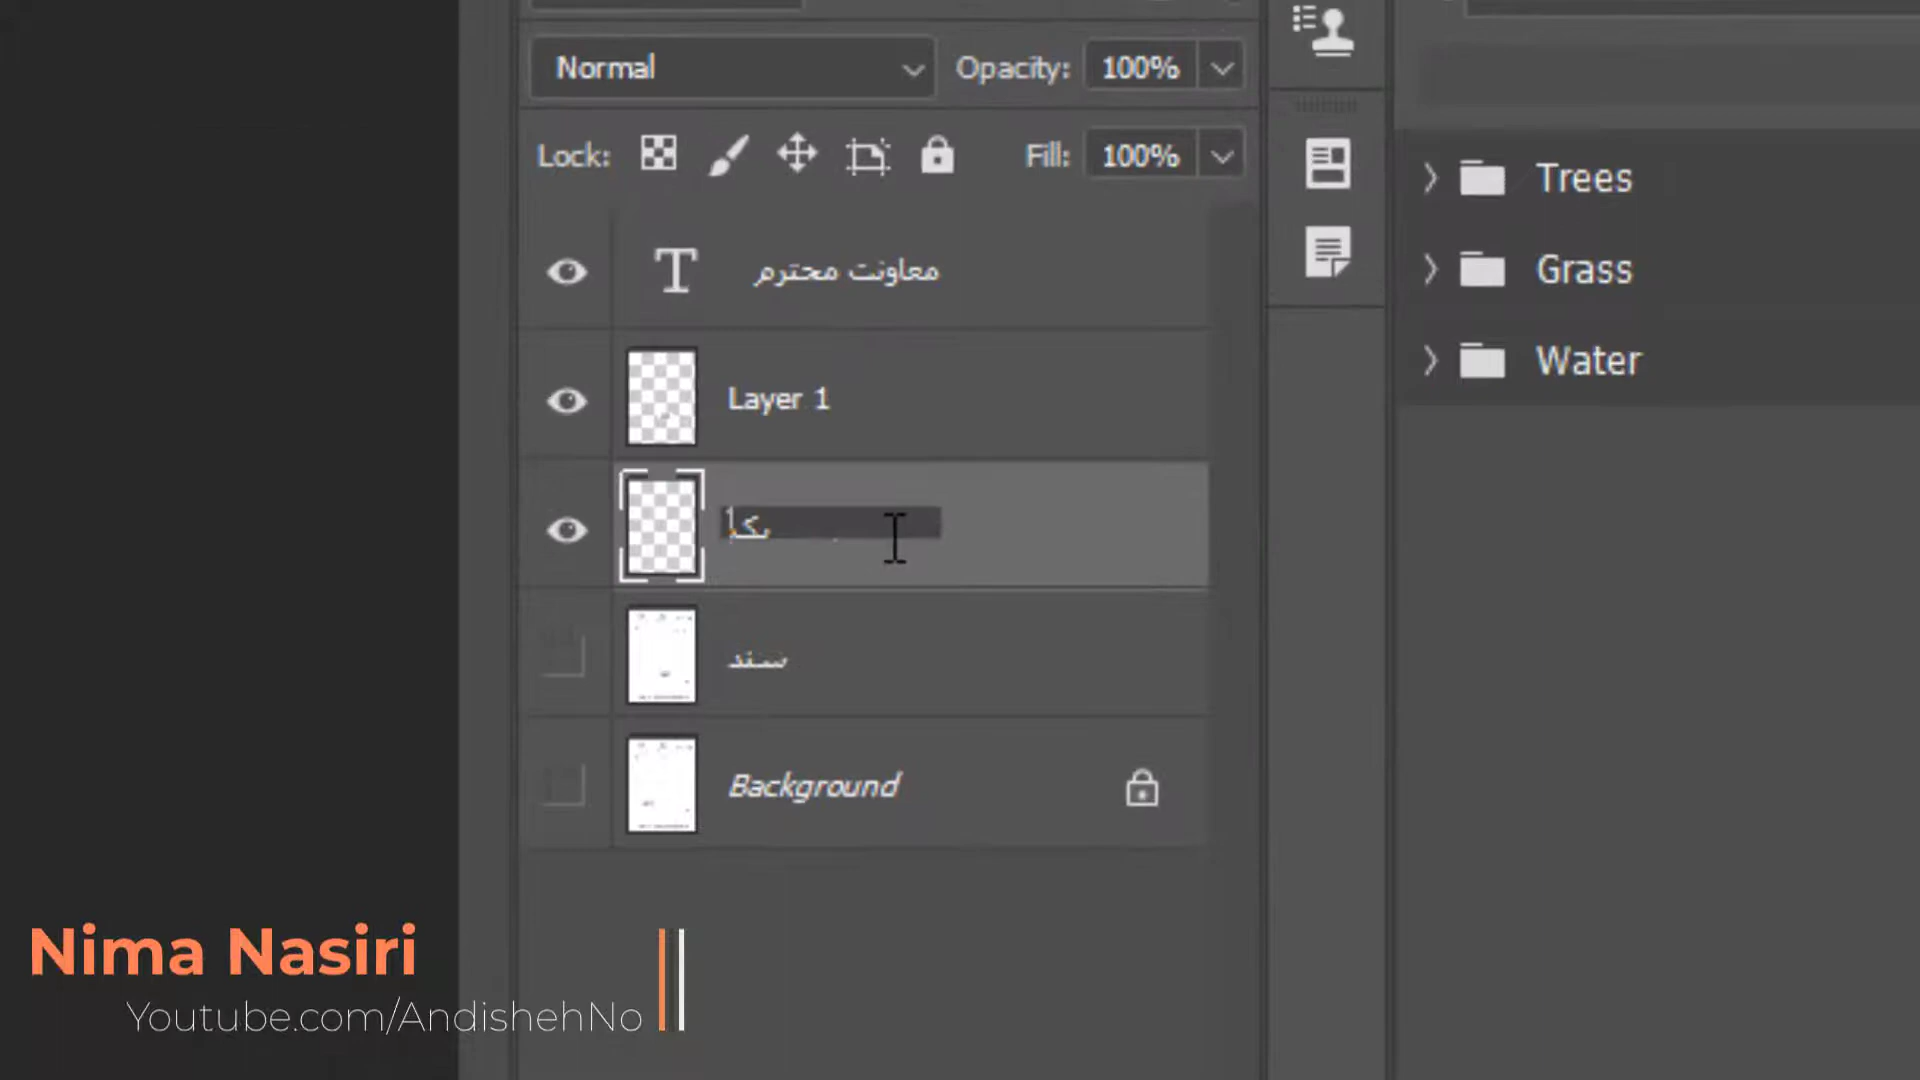 Normal
Opacity: 100%
Lock:
Fill: 100%
معاونت محترم
Layer 1
سند
Background
Trees
Grass
Water
Nima Nasiri
Youtube.com/AndishehNo